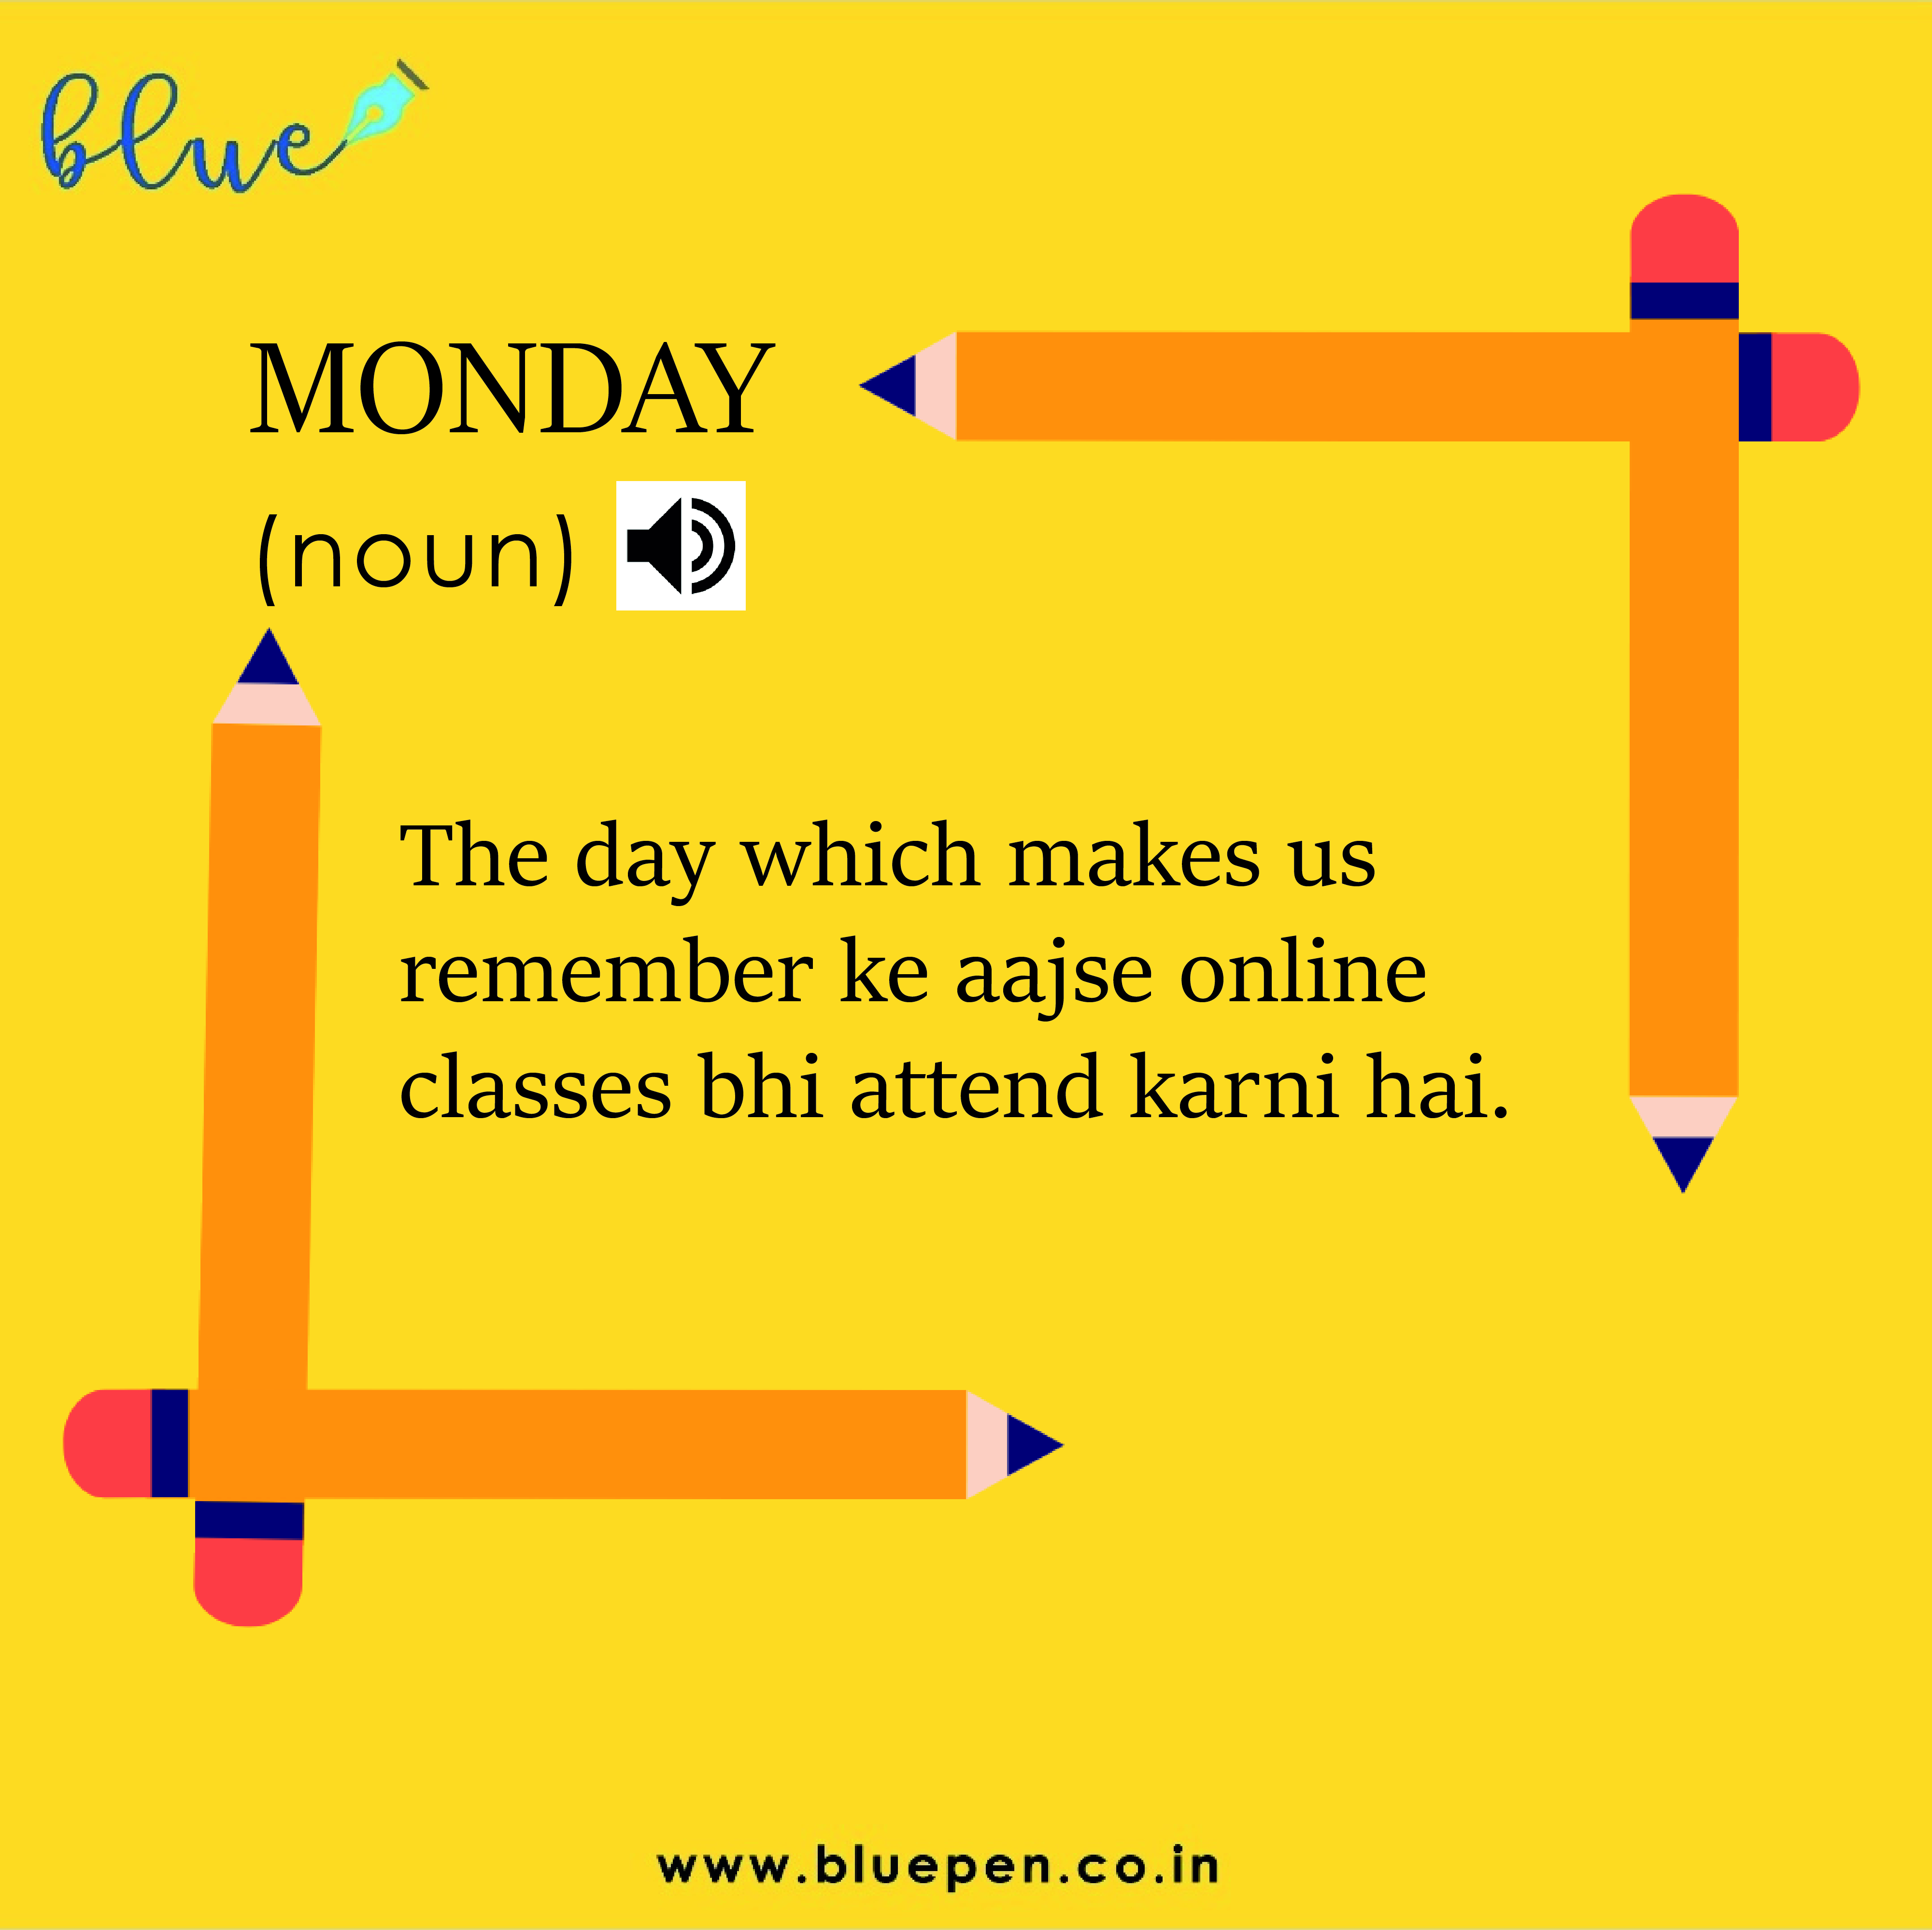 blue
MONDAY
(noun)
The day which makes us
remember ke aajse online
classes bhi attend karni hai.
www.bluepen.co.in